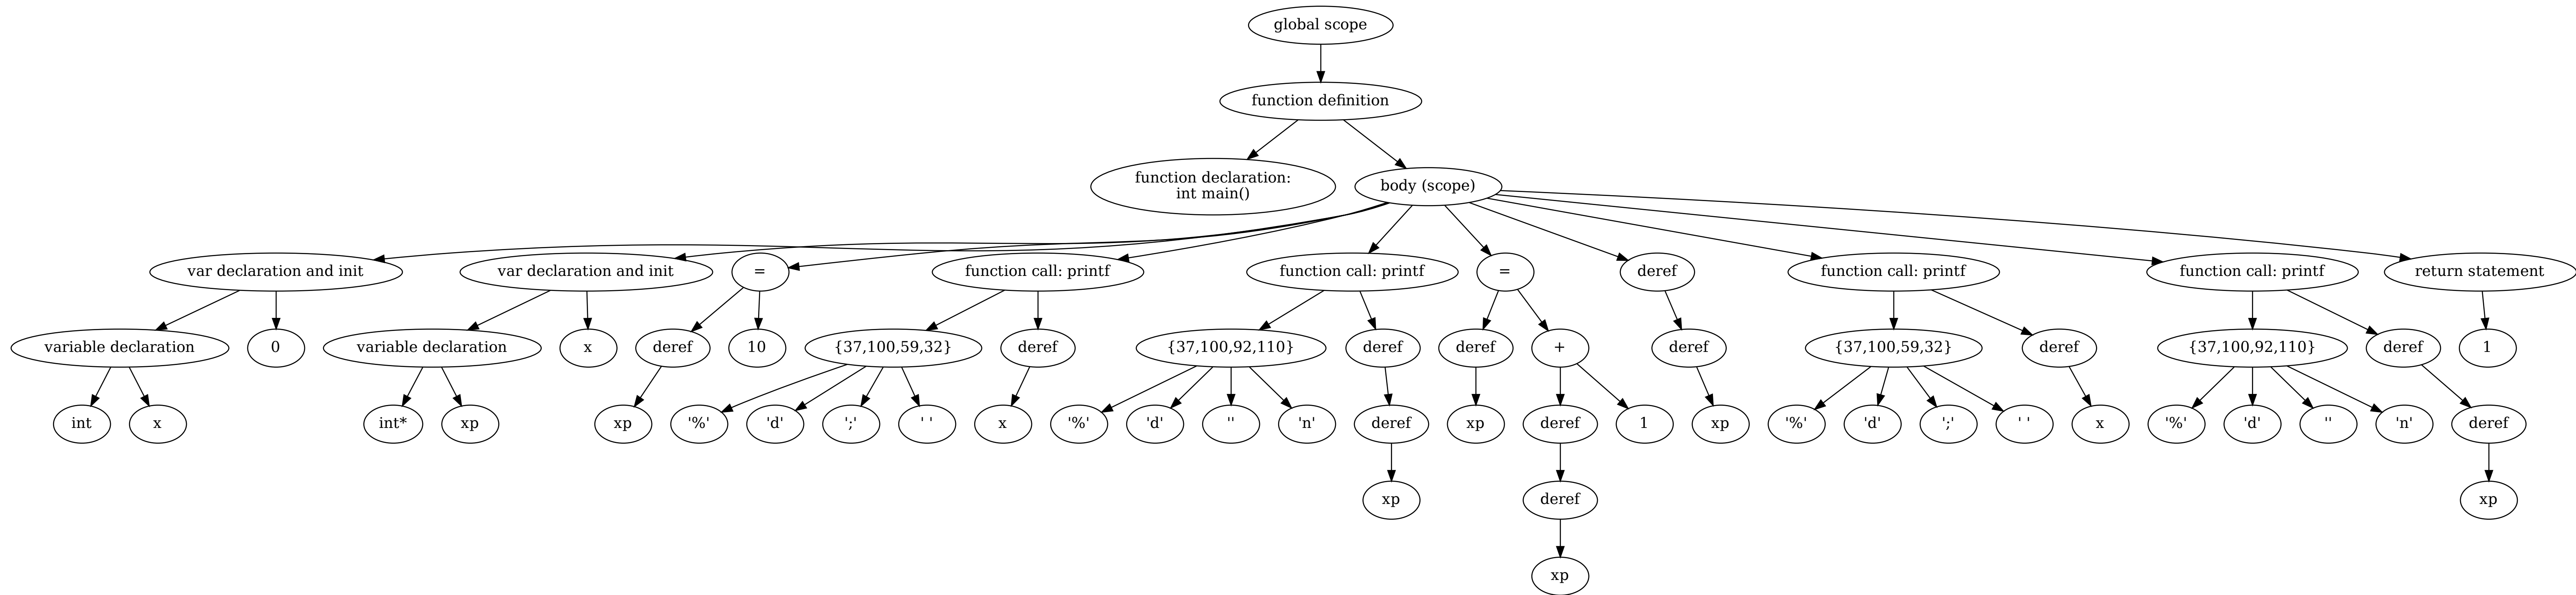 global scope
function definition
function declaration:
int main()
body (scope)
var declaration and init
var declaration and init
=
function call: printf
function call: printf
=
deref
function call: printf
function call: printf
return statement
variable declaration
0
variable declaration
x
deref
10
{37,100,59,32}
deref
{37,100,92,110}
deref
deref
+
deref
{37,100,59,32}
deref
{37,100,92,110}
deref
1
int
x
int*
xp
xp
'%'
'd'
';'
' '
x
'%'
'd'
''
'n'
deref
xp
deref
1
xp
'%'
'd'
';'
' '
x
'%'
'd'
''
'n'
deref
xp
deref
xp
xp